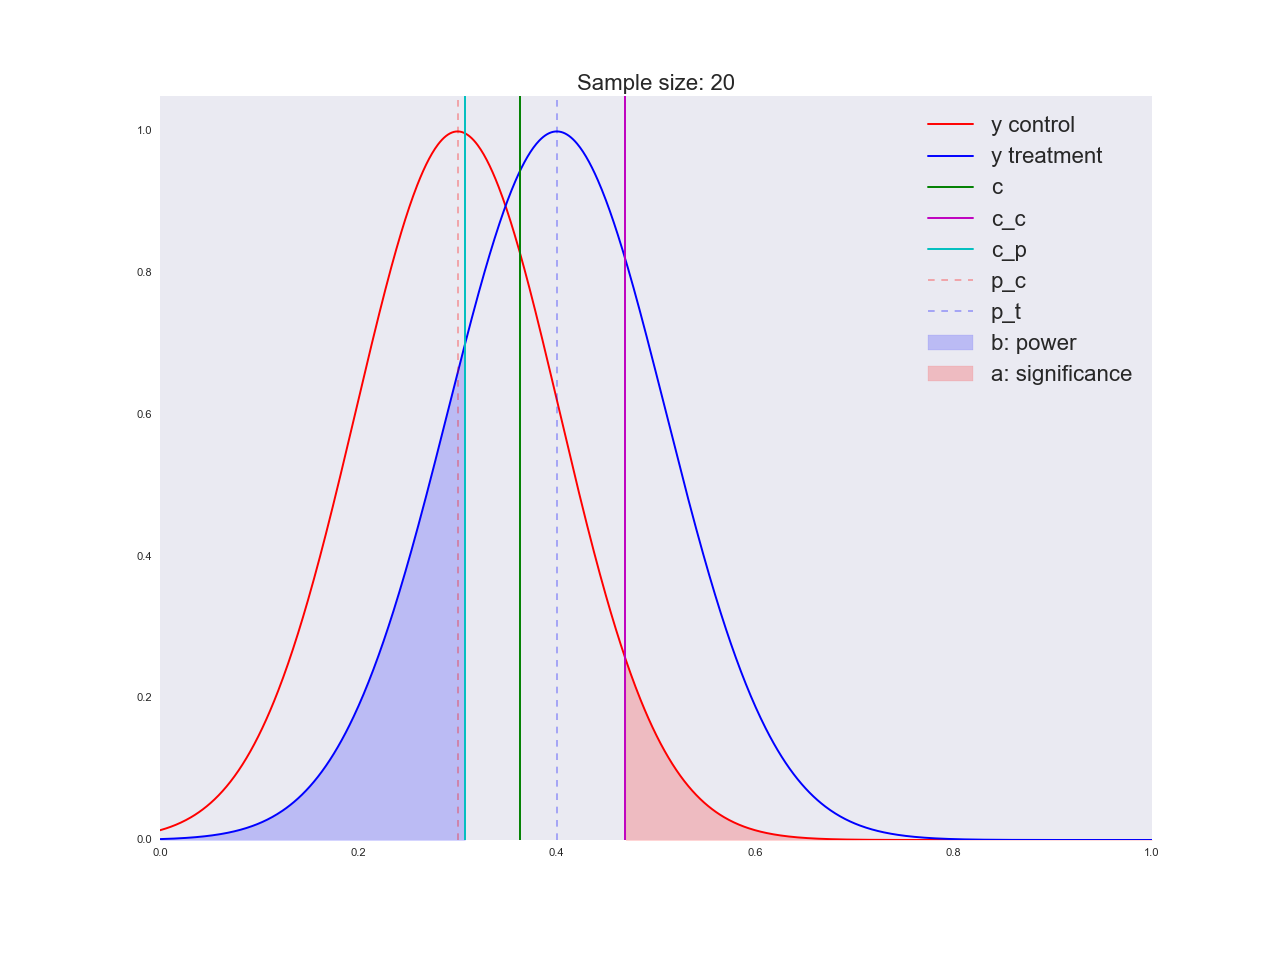 Sample size: 20
y control
y treatment
c
c_c
c_p
p_c
p_t
b: power
a: significance
1.0
0.8
0.6
0.4
0.2
0.0
0.0 0.2 0.4 0.6 0.8 1.0